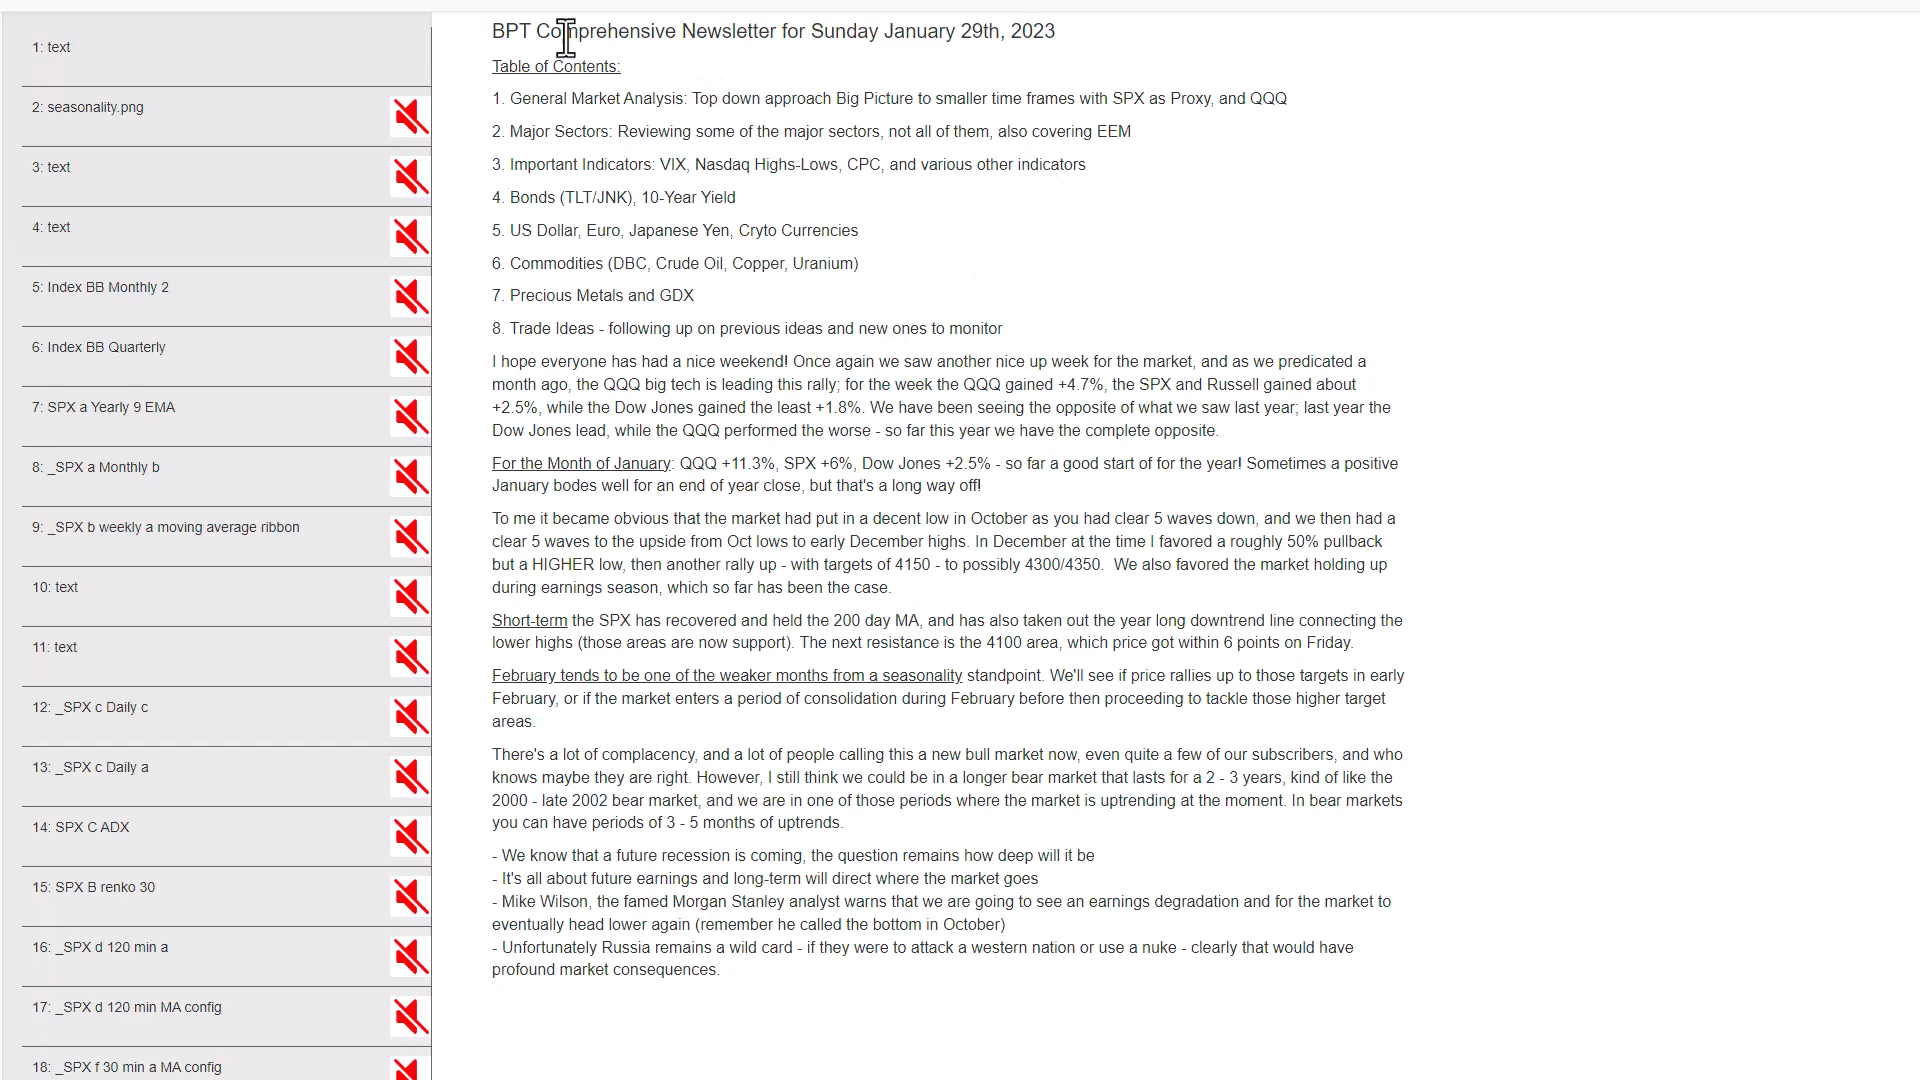 1: text
2: seasonality.png
3: text
4: text
5: Index BB Monthly 2
6: Index BB Quarterly
7: SPX a Yearly 9 EMA
8: _SPX a Monthly b
9: _SPX b weekly a moving average ribbon
10: text
11: text
12: _SPX c Daily c
13: _SPX c Daily a
14: SPX C ADX
15: SPX B renko 30
16: _SPX d 120 min a
17: _SPX d 120 min MA config
18: _SPX f 30 min a MA config
BPT Comprehensive Newsletter for Sunday January 29th, 2023
Table of Contents:
1. General Market Analysis: Top down approach Big Picture to smaller time frames with SPX as Proxy, and QQQ
2. Major Sectors: Reviewing some of the major sectors, not all of them, also covering EEM
3. Important Indicators: VIX, Nasdaq Highs-Lows, CPC, and various other indicators
4. Bonds (TLT/JNK), 10-Year Yield
5. US Dollar, Euro, Japanese Yen, Cryto Currencies
6. Commodities (DBC, Crude Oil, Copper, Uranium)
7. Precious Metals and GDX
8. Trade Ideas - following up on previous ideas and new ones to monitor
I hope everyone has had a nice weekend! Once again we saw another nice up week for the market, and as we predicated a
month ago, the QQQ big tech is leading this rally; for the week the QQQ gained +4.7%, the SPX and Russell gained about
+2.5%, while the Dow Jones gained the least +1.8%. We have been seeing the opposite of what we saw last year; last year the
Dow Jones lead, while the QQQ performed the worse - so far this year we have the complete opposite.
For the Month of January: QQQ +11.3%, SPX +6%, Dow Jones +2.5% - so far a good start of for the year! Sometimes a positive
January bodes well for an end of year close, but that's a long way off!
To me it became obvious that the market had put in a decent low in October as you had clear 5 waves down, and we then had a
clear 5 waves to the upside from Oct lows to early December highs. In December at the time I favored a roughly 50% pullback
but a HIGHER low, then another rally up - with targets of 4150 - to possibly 4300/4350.  We also favored the market holding up
during earnings season, which so far has been the case.
Short-term the SPX has recovered and held the 200 day MA, and has also taken out the year long downtrend line connecting the
lower highs (those areas are now support). The next resistance is the 4100 area, which price got within 6 points on Friday.
February tends to be one of the weaker months from a seasonality standpoint. We'll see if price rallies up to those targets in early
February, or if the market enters a period of consolidation during February before then proceeding to tackle those higher target
areas.
There's a lot of complacency, and a lot of people calling this a new bull market now, even quite a few of our subscribers, and who
knows maybe they are right. However, I still think we could be in a longer bear market that lasts for a 2 - 3 years, kind of like the
2000 - late 2002 bear market, and we are in one of those periods where the market is uptrending at the moment. In bear markets
you can have periods of 3 - 5 months of uptrends.
- We know that a future recession is coming, the question remains how deep will it be
- It's all about future earnings and long-term will direct where the market goes
- Mike Wilson, the famed Morgan Stanley analyst warns that we are going to see an earnings degradation and for the market to
eventually head lower again (remember he called the bottom in October)
- Unfortunately Russia remains a wild card - if they were to attack a western nation or use a nuke - clearly that would have
profound market consequences.